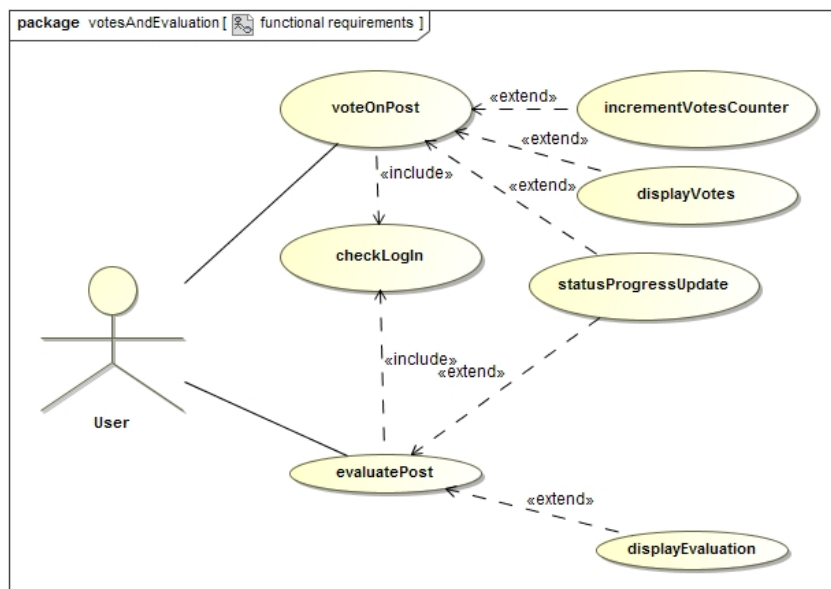 package votesAndEvaluation [ functional requirements ]
voteOnPost
«extend»
incrementVotesCounter
«extend»
displayVotes
«include»
«extend»
checkLogIn
statusProgressUpdate
«include»
«extend»
User
evaluatePost
«extend»
displayEvaluation